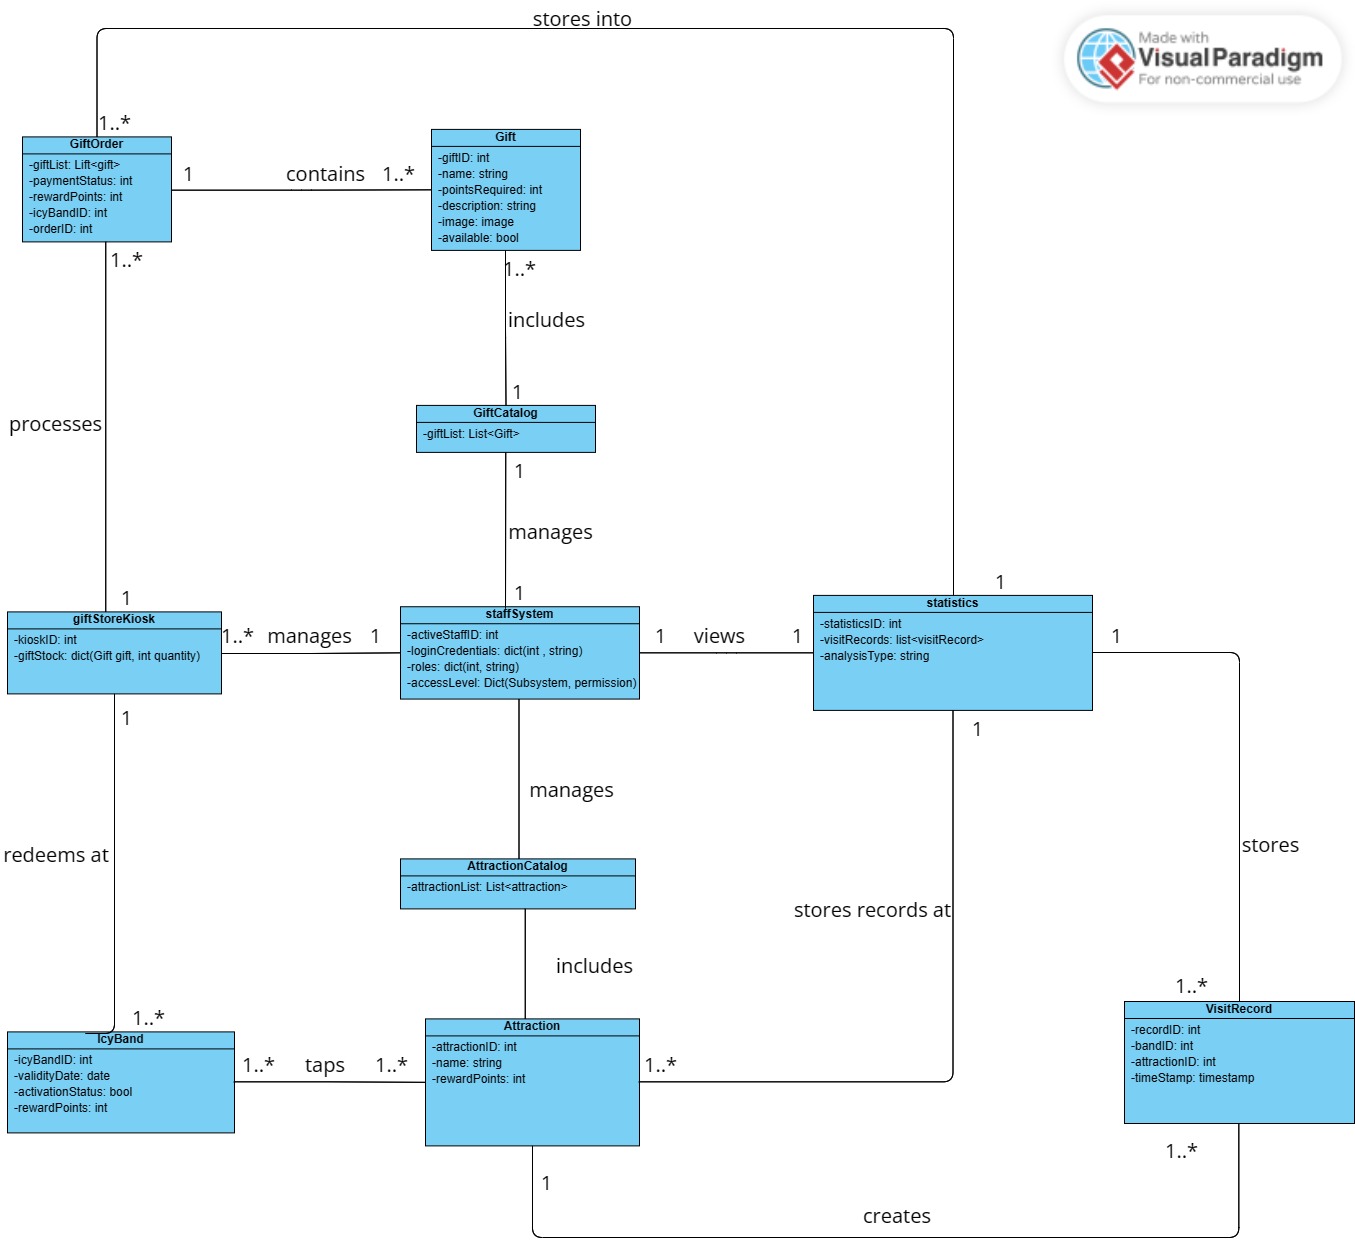 stores into
Made with
Visual Paradigm
For non-commercial use
1..*
GiftOrder
-giftList: Lift<gift>
-paymentStatus: int
-rewardPoints: int
-icyBandID: int
-orderID: int
1
contains
1..*
Gift
-giftID: int
-name: string
-pointsRequired: int
-description: string
-image: image
-available: bool
1..*
1..*
includes
1
GiftCatalog
-giftList: List<Gift>
processes
1
manages
1
1
1
giftStoreKiosk
-kioskID: int
-giftStock: dict(Gift gift, int quantity)
1..*
manages
1
staffSystem
-activeStaffID: int
-loginCredentials: dict(int , string)
-roles: dict(int, string)
-accessLevel: Dict(Subsystem, permission)
1
views
1
statistics
-statisticsID: int
-visitRecords: list<visitRecord>
-analysisType: string
1
1
1
manages
redeems at
stores
AttractionCatalog
-attractionList: List<attraction>
stores records at
includes
1..*
1..*
IcyBand
-icyBandID: int
-validityDate: date
-activationStatus: bool
-rewardPoints: int
1..*
taps
1..*
Attraction
-attractionID: int
-name: string
-rewardPoints: int
1..*
VisitRecord
-recordID: int
-bandID: int
-attractionID: int
-timeStamp: timestamp
1..*
1
creates